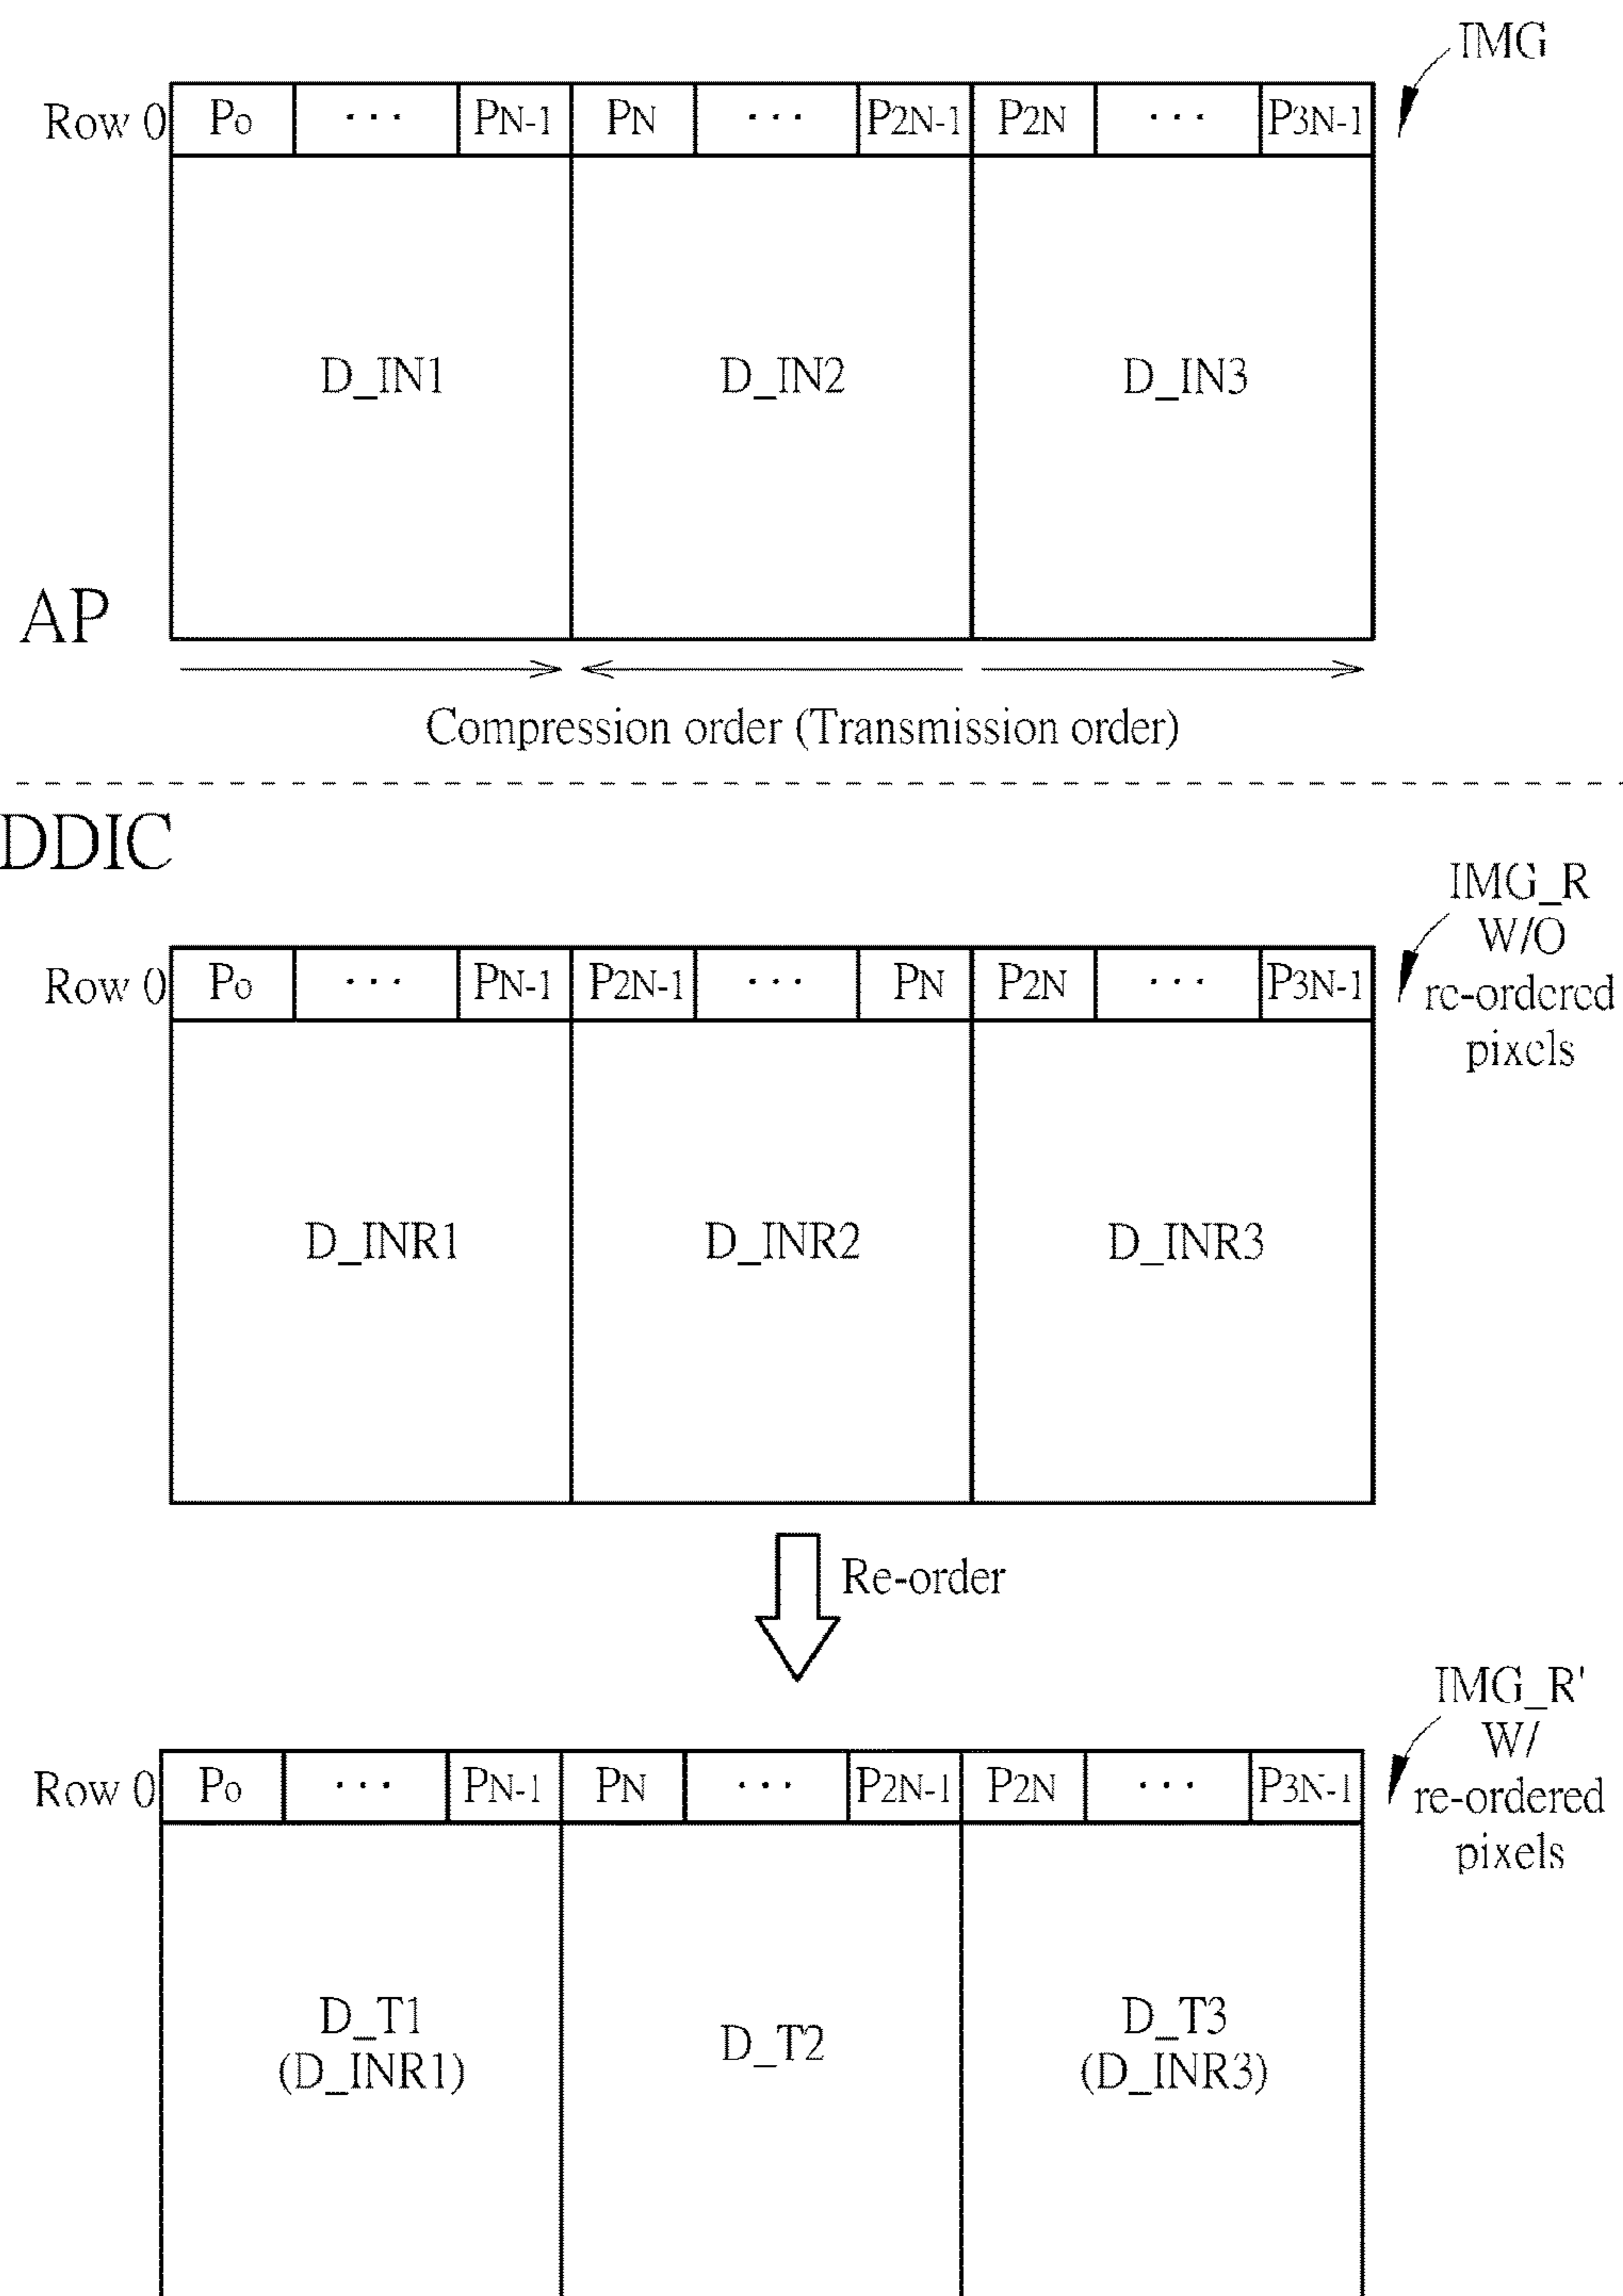 IMG
Row 0 P0 ... PN-1 PN ... P2N-1 P2N ... P3N-1
D_IN1 D_IN2 D_IN3
AP
Compression order (Transmission order)
DDIC
IMG_R
W/O
re-ordered
pixels
Row 0 P0 ... PN-1 P2N-1 ... PN P2N ... P3N-1
D_INR1 D_INR2 D_INR3
Re-order
IMG_R'
W/
re-ordered
pixels
Row 0 P0 ... PN-1 PN ... P2N-1 P2N ... P3N-1
D_T1
(D_INR1)
D_T2
D_T3
(D_INR3)